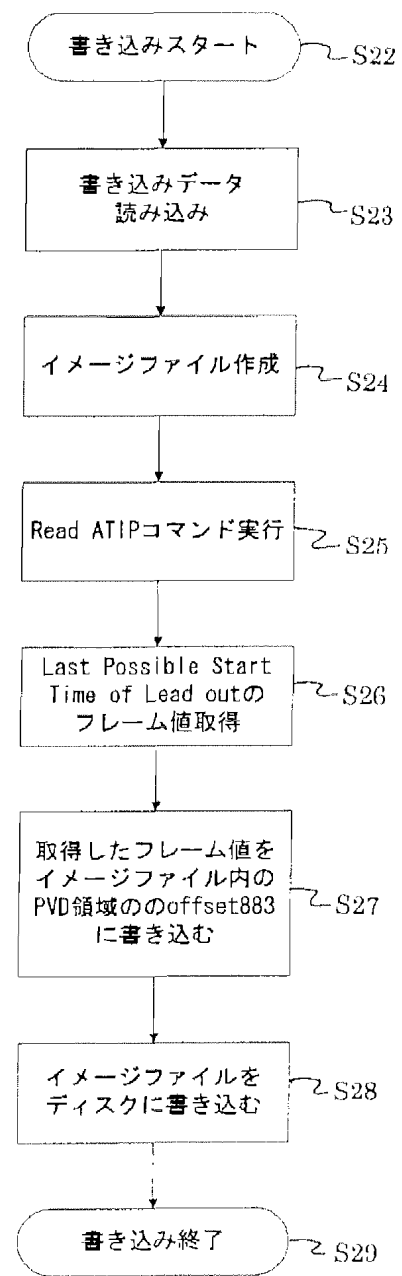 書き込みスタート
S22
書き込みデータ
読み込み
S23
イメージファイル作成
S24
Read ATIPコマンド実行
S25
Last Possible Start
Time of Lead outの
フレーム値取得
S26
取得したフレーム値を
イメージファイル内の
PVD領域ののoffset883
に書き込む
S27
イメージファイルを
ディスクに書き込む
S28
書き込み終了
S29